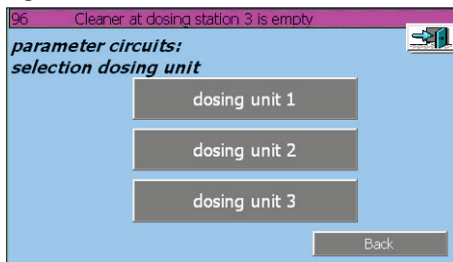 96 Cleaner at dosing station 3 is empty
parameter circuits:
selection dosing unit
dosing unit 1
dosing unit 2
dosing unit 3
Back